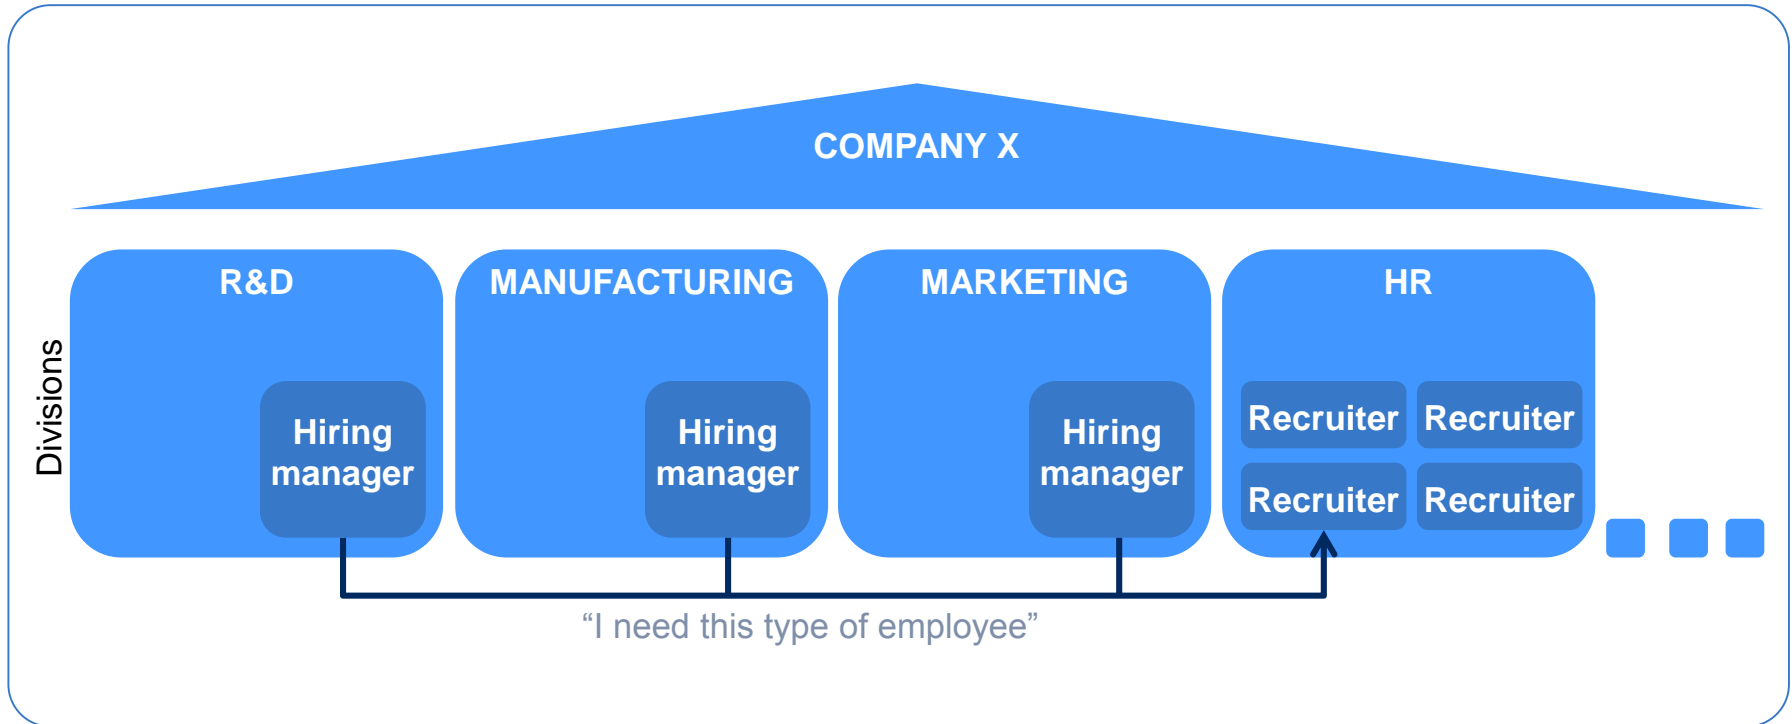 COMPANY X
Divisions
R&D
MANUFACTURING
MARKETING
HR
Hiring
manager
Hiring
manager
Hiring
manager
Recruiter
Recruiter
Recruiter
Recruiter
“I need this type of employee”